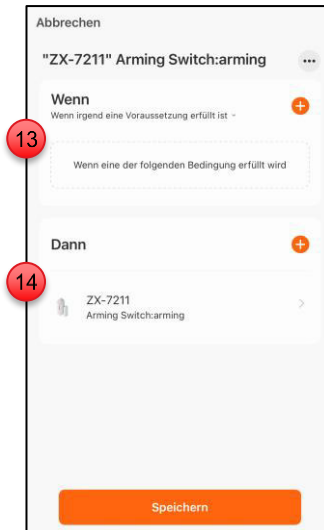 Abbrechen
"ZX-7211" Arming Switch:arming ...
Wenn
Wenn irgend eine Voraussetzung erfüllt ist -
13
Wenn eine der folgenden Bedingung erfüllt wird
Dann
14
ZX-7211
Arming Switch:arming
Speichern